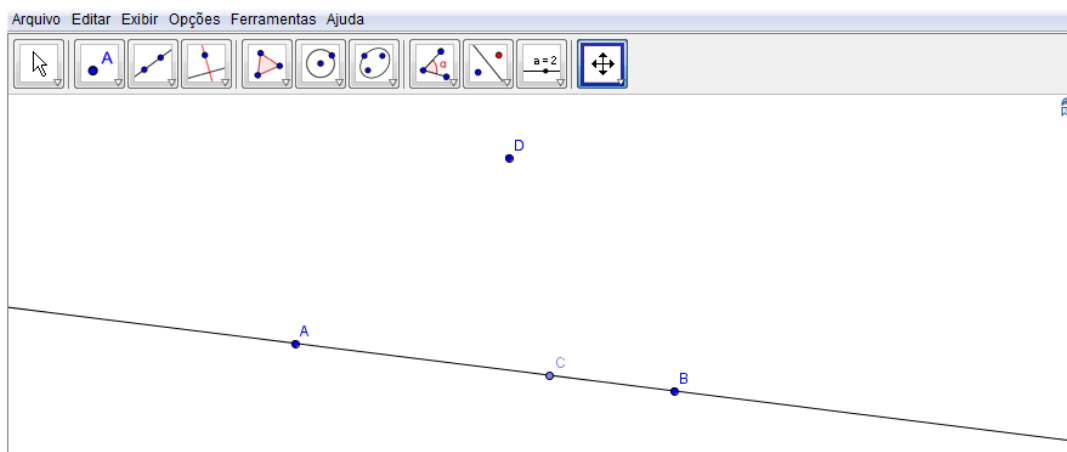 Arquivo Editar Exibir Opções Ferramentas Ajuda
A α a = 2
D
A
C
B